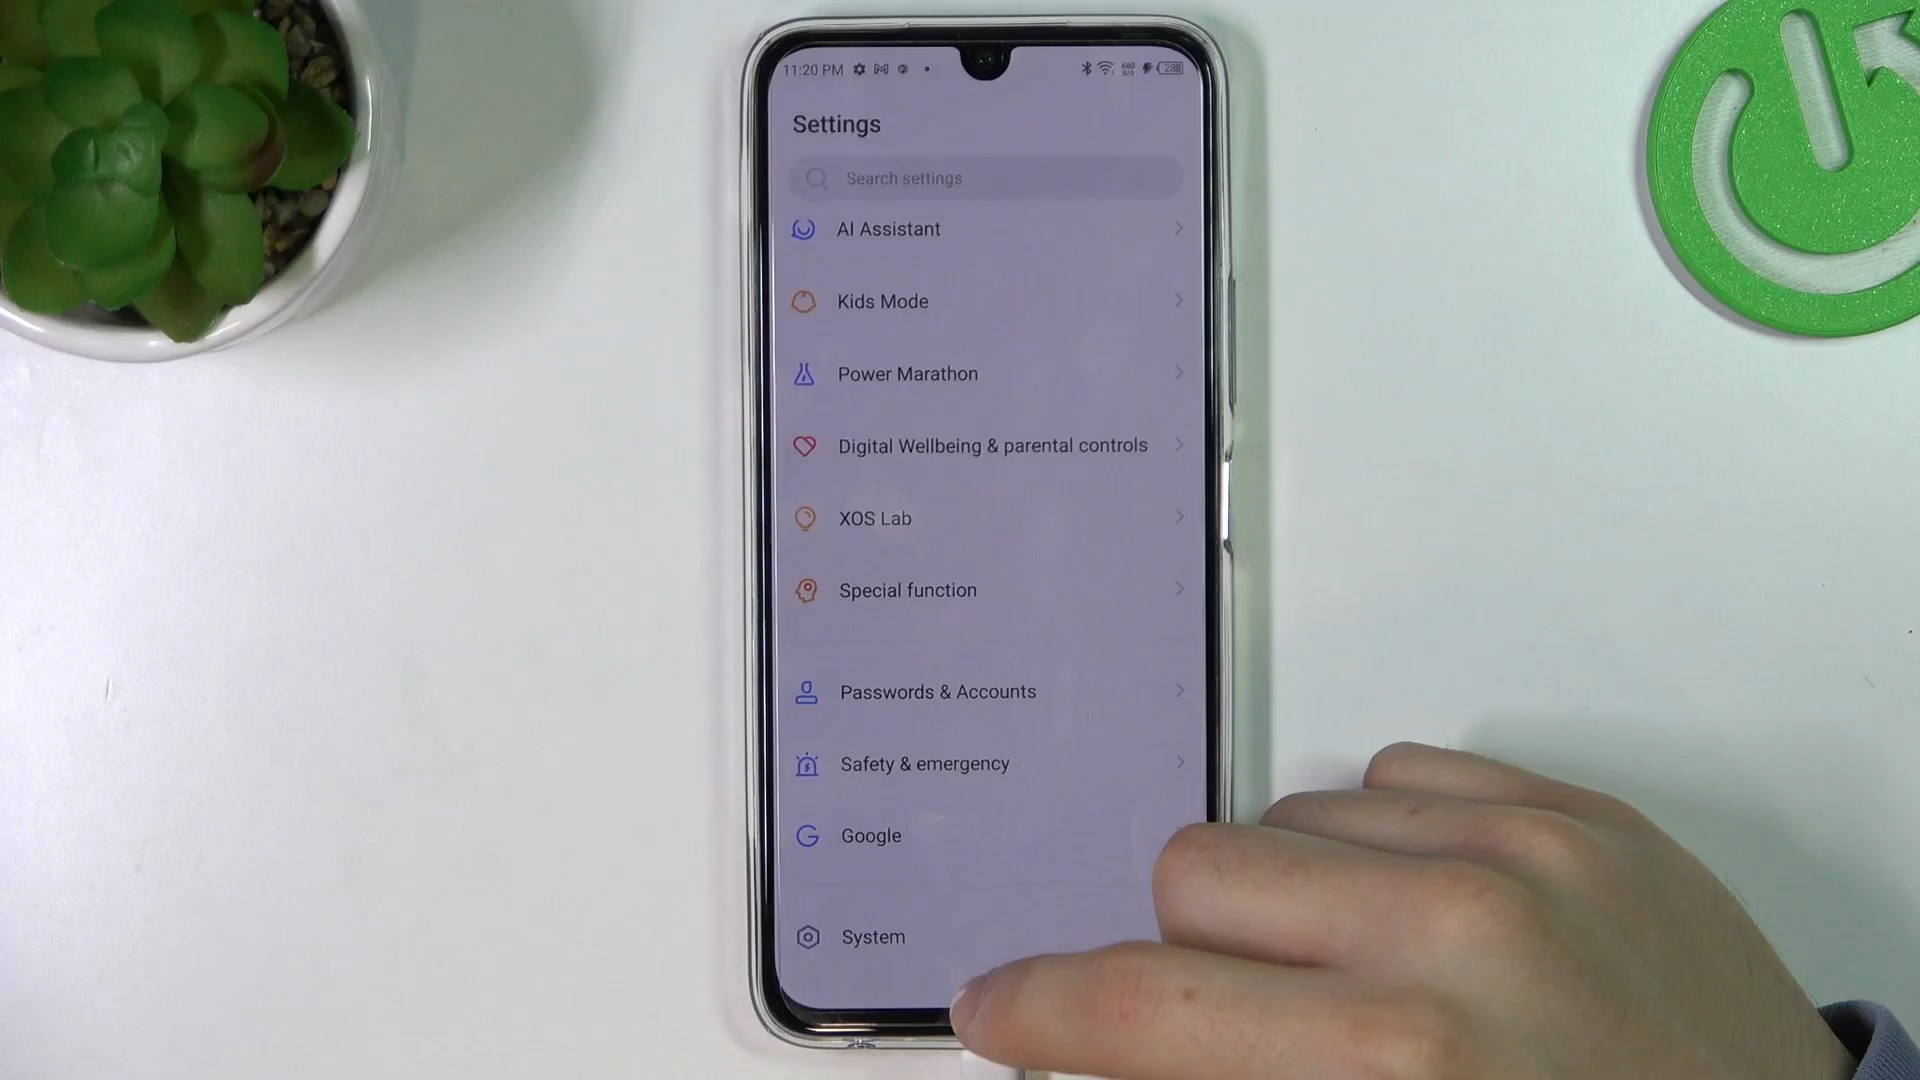 11:20 PM
Settings
Search settings
AI Assistant
Kids Mode
Power Marathon
Digital Wellbeing & parental controls
XOS Lab
Special function
Passwords & Accounts
Safety & emergency
Google
System